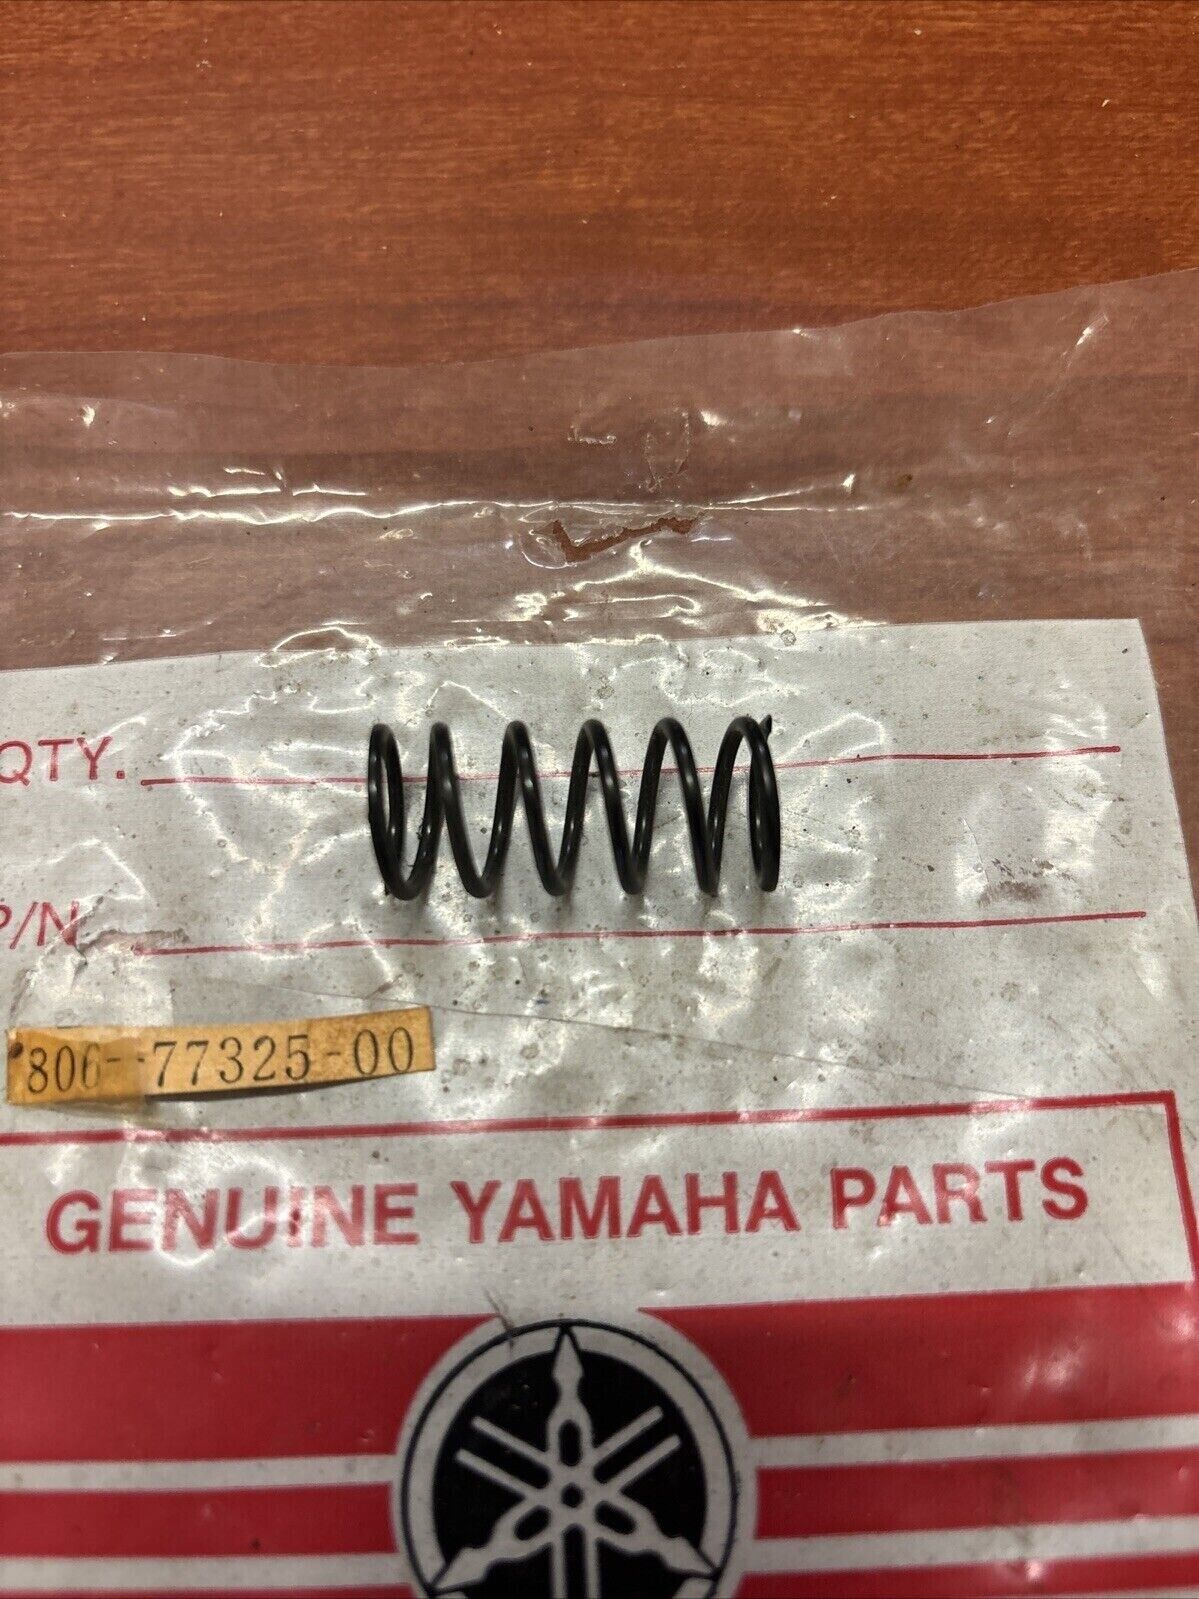 QTY.
P/N
806-77325-00
GENUINE YAMAHA PARTS